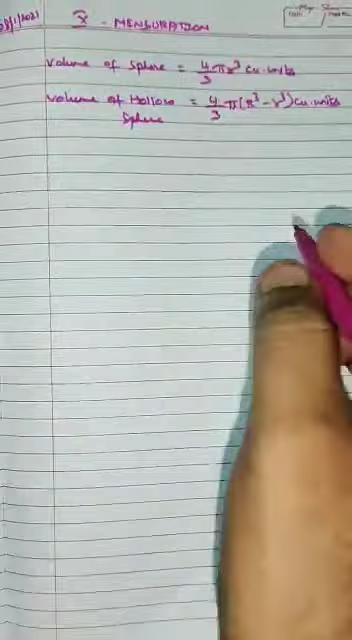 X - MENSURATION
Volume of Sphere = 4/3 πr³ cu.units
Volume of Hollow = 4/3 π(R³ - r³) cu.units
Sphere